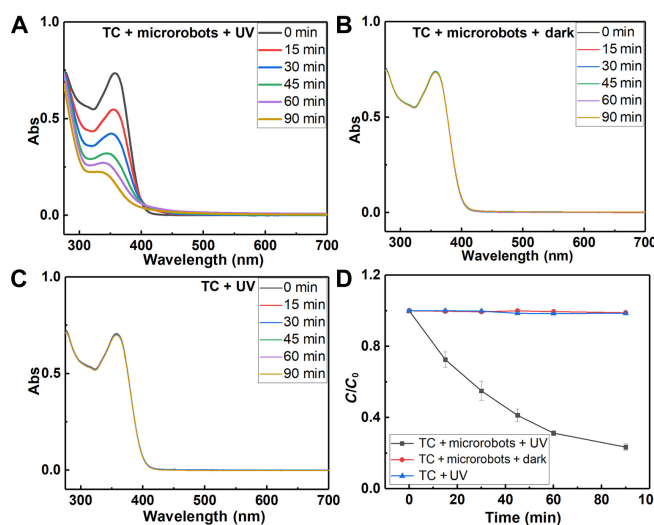 A
TC + microrobots + UV
0 min
15 min
30 min
45 min
60 min
90 min
1.0
0.5
0.0
Abs
300 400 500 600 700
Wavelength (nm)
B
TC + microrobots + dark
0 min
15 min
30 min
45 min
60 min
90 min
1.0
0.5
0.0
Abs
300 400 500 600 700
Wavelength (nm)
C
TC + UV
0 min
15 min
30 min
45 min
60 min
90 min
1.0
0.5
0.0
Abs
300 400 500 600 700
Wavelength (nm)
D
1.2
0.8
0.4
0.0
C/C0
TC + microrobots + UV
TC + microrobots + dark
TC + UV
0 20 40 60 80 10
Time (min)